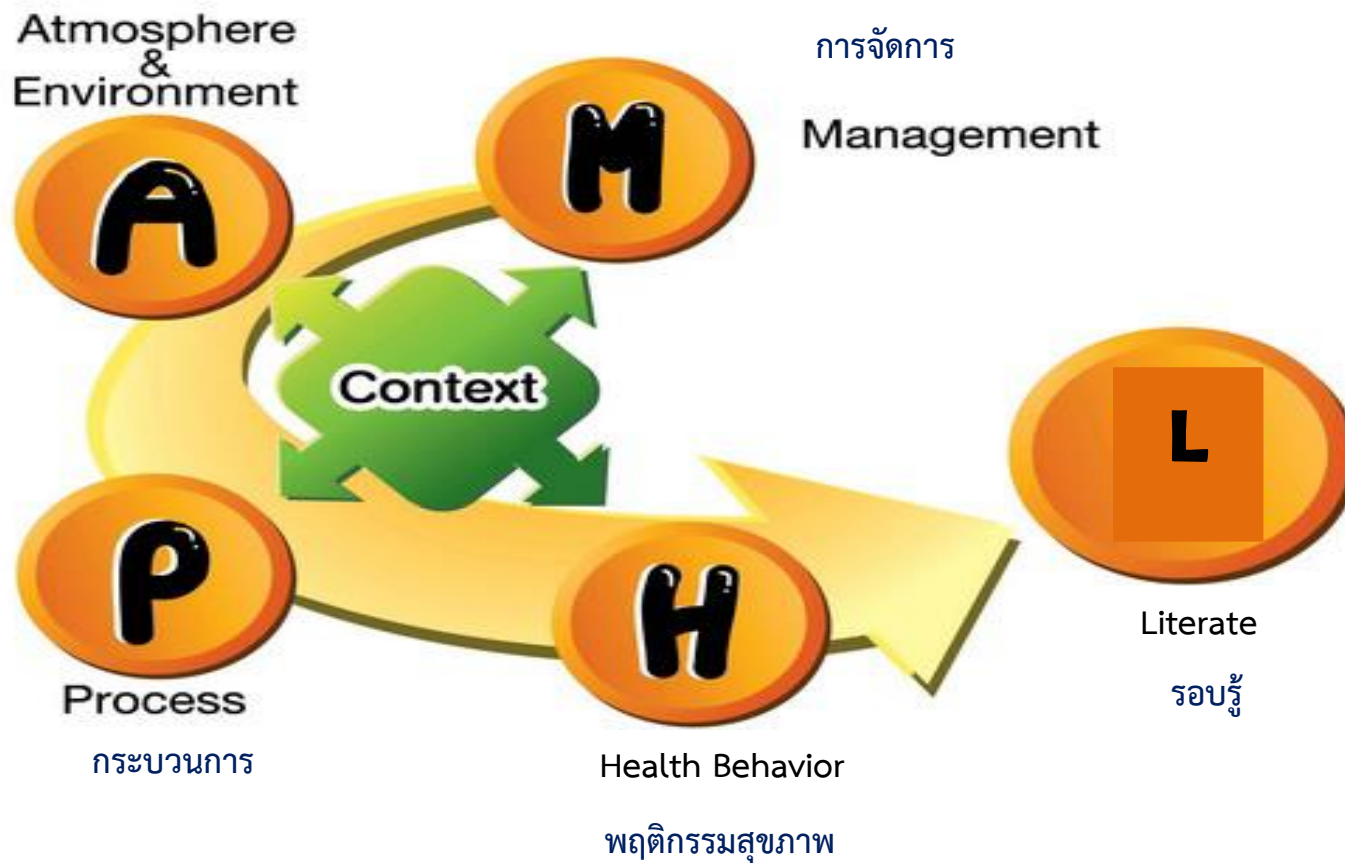 Atmosphere
&
Environment
A
การจัดการ
M
Management
Context
L
Literate
รอบรู้
P
Process
กระบวนการ
H
Health Behavior
พฤติกรรมสุขภาพ